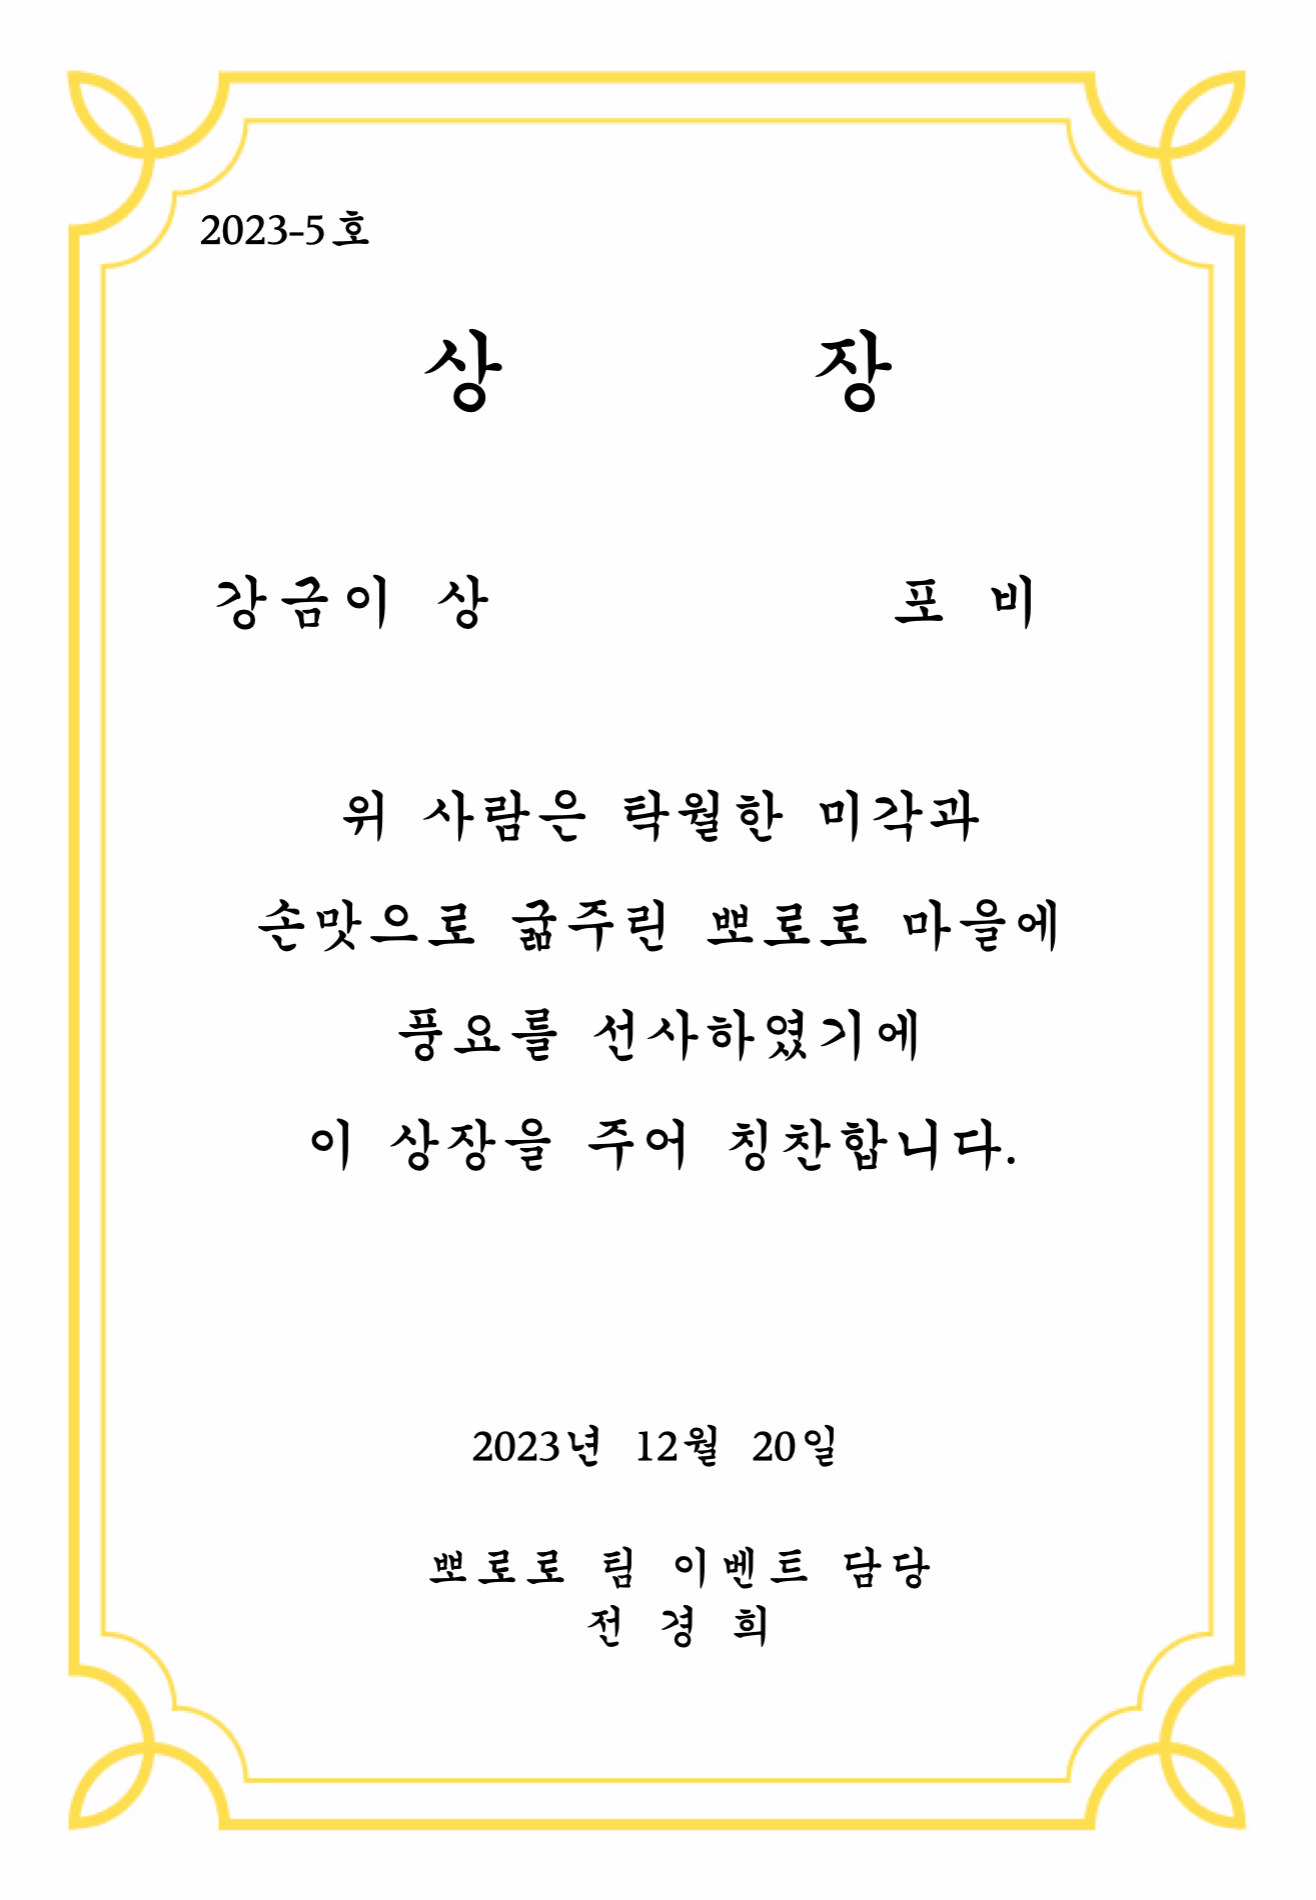 2023-5호
상 장
강금이 상 포 비
위 사람은 탁월한 미각과
손맛으로 굶주린 뽀로로 마을에
풍요를 선사하였기에
이 상장을 주어 칭찬합니다.
2023년 12월 20일
뽀로로 팀 이벤트 담당
전 경 희